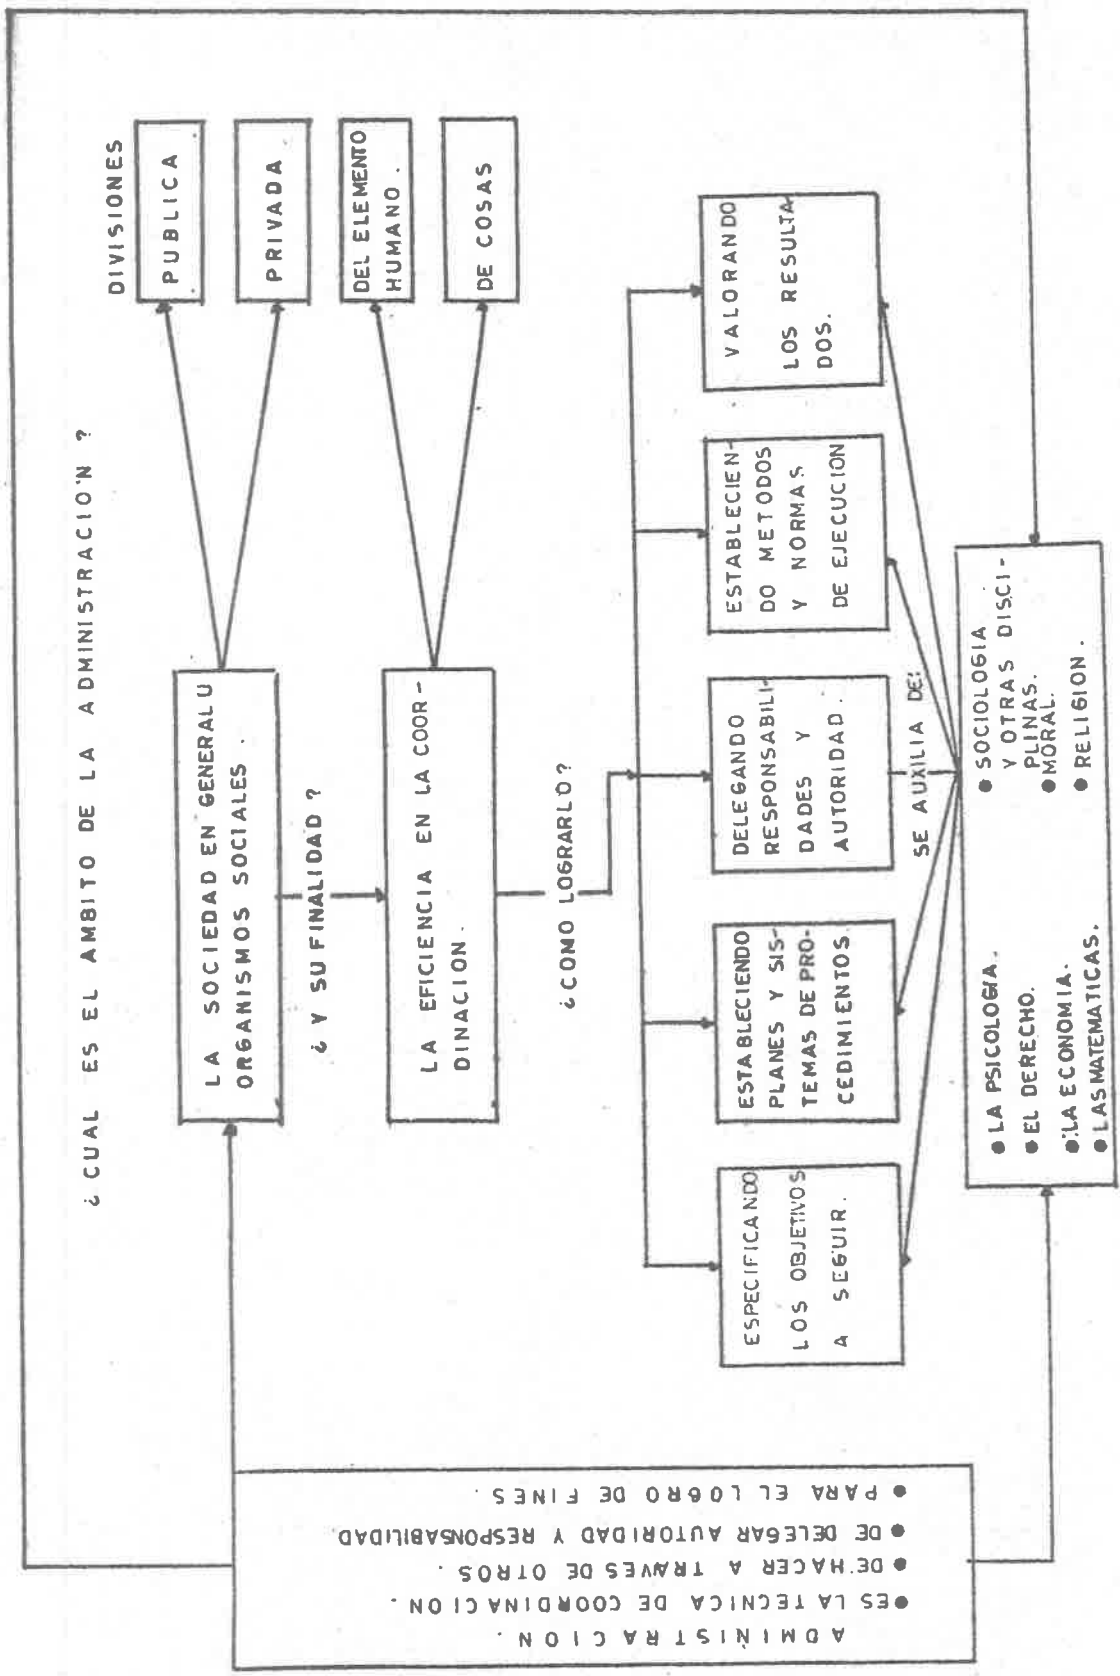 ¿ CUAL ES EL AMBITO DE LA ADMINISTRACION ?
ADMINISTRACION.
● ES LA TECNICA DE COORDINACION.
● DE HACER A TRAVES DE OTROS.
● DE DELEGAR AUTORIDAD Y RESPONSABILIDAD
● PARA EL LOGRO DE FINES.
LA SOCIEDAD EN GENERAL U
ORGANISMOS SOCIALES.
DIVISIONES
PUBLICA
PRIVADA
¿ Y SU FINALIDAD ?
LA EFICIENCIA EN LA COOR-
DINACION.
DEL ELEMENTO
HUMANO.
DE COSAS
¿COMO LOGRARLO?
ESPECIFICANDO
LOS OBJETIVOS
A SEGUIR.
ESTABLECIENDO
PLANES Y SIS-
TEMAS DE PRO-
CEDIMIENTOS.
DELEGANDO
RESPONSABILI-
DADES Y
AUTORIDAD.
ESTABLECIEN-
DO METODOS
Y NORMAS
DE EJECUCION
VALORANDO
LOS RESULTA-
DOS.
SE AUXILIA DE:
● LA PSICOLOGIA.
● EL DERECHO.
● LA ECONOMIA.
● LAS MATEMATICAS.
● SOCIOLOGIA
Y OTRAS DISCI-
PLINAS.
● MORAL.
● RELIGION.